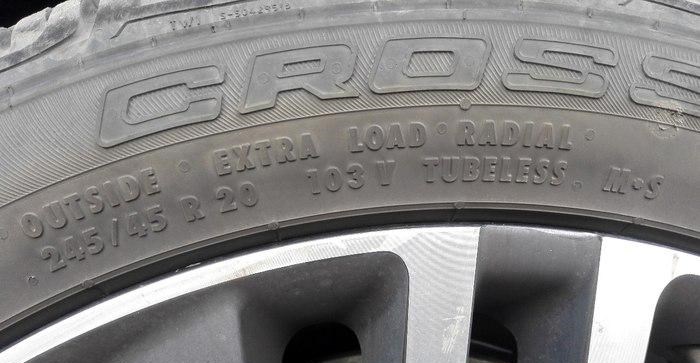 TWI
CROSS
OUTSIDE EXTRA LOAD RADIAL
245/45 R 20 103 V TUBELESS M•S